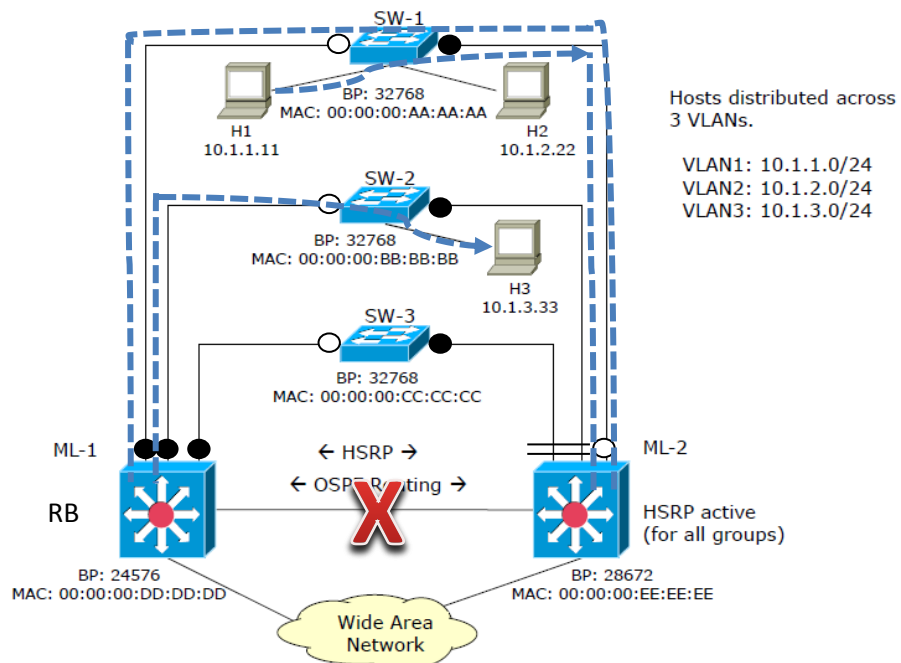 SW-1
BP: 32768
MAC: 00:00:00:AA:AA:AA
H1
10.1.1.11
H2
10.1.2.22
Hosts distributed across
3 VLANs.
VLAN1: 10.1.1.0/24
VLAN2: 10.1.2.0/24
VLAN3: 10.1.3.0/24
SW-2
BP: 32768
MAC: 00:00:00:BB:BB:BB
H3
10.1.3.33
SW-3
BP: 32768
MAC: 00:00:00:CC:CC:CC
ML-1
← HSRP →
ML-2
← OSPF Routing →
RB
X
HSRP active
(for all groups)
BP: 24576
MAC: 00:00:00:DD:DD:DD
BP: 28672
MAC: 00:00:00:EE:EE:EE
Wide Area
Network